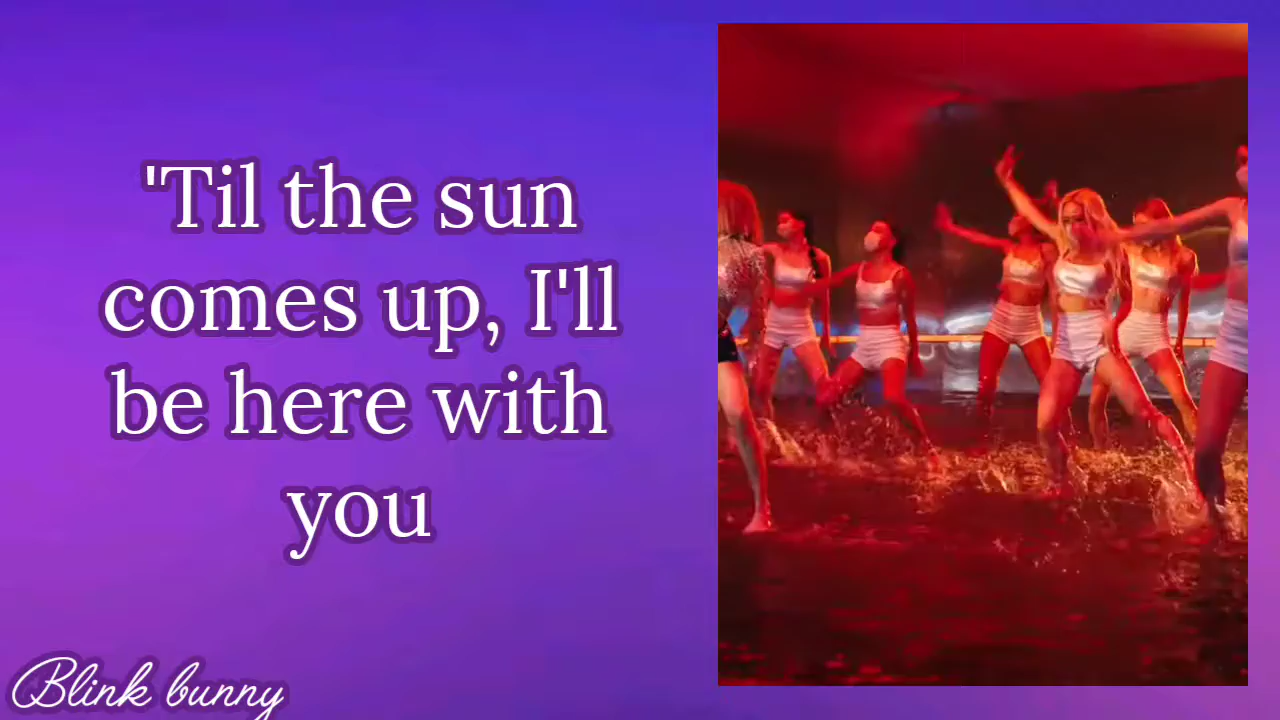 'Til the sun
comes up, I'll
be here with
you
Blink bunny